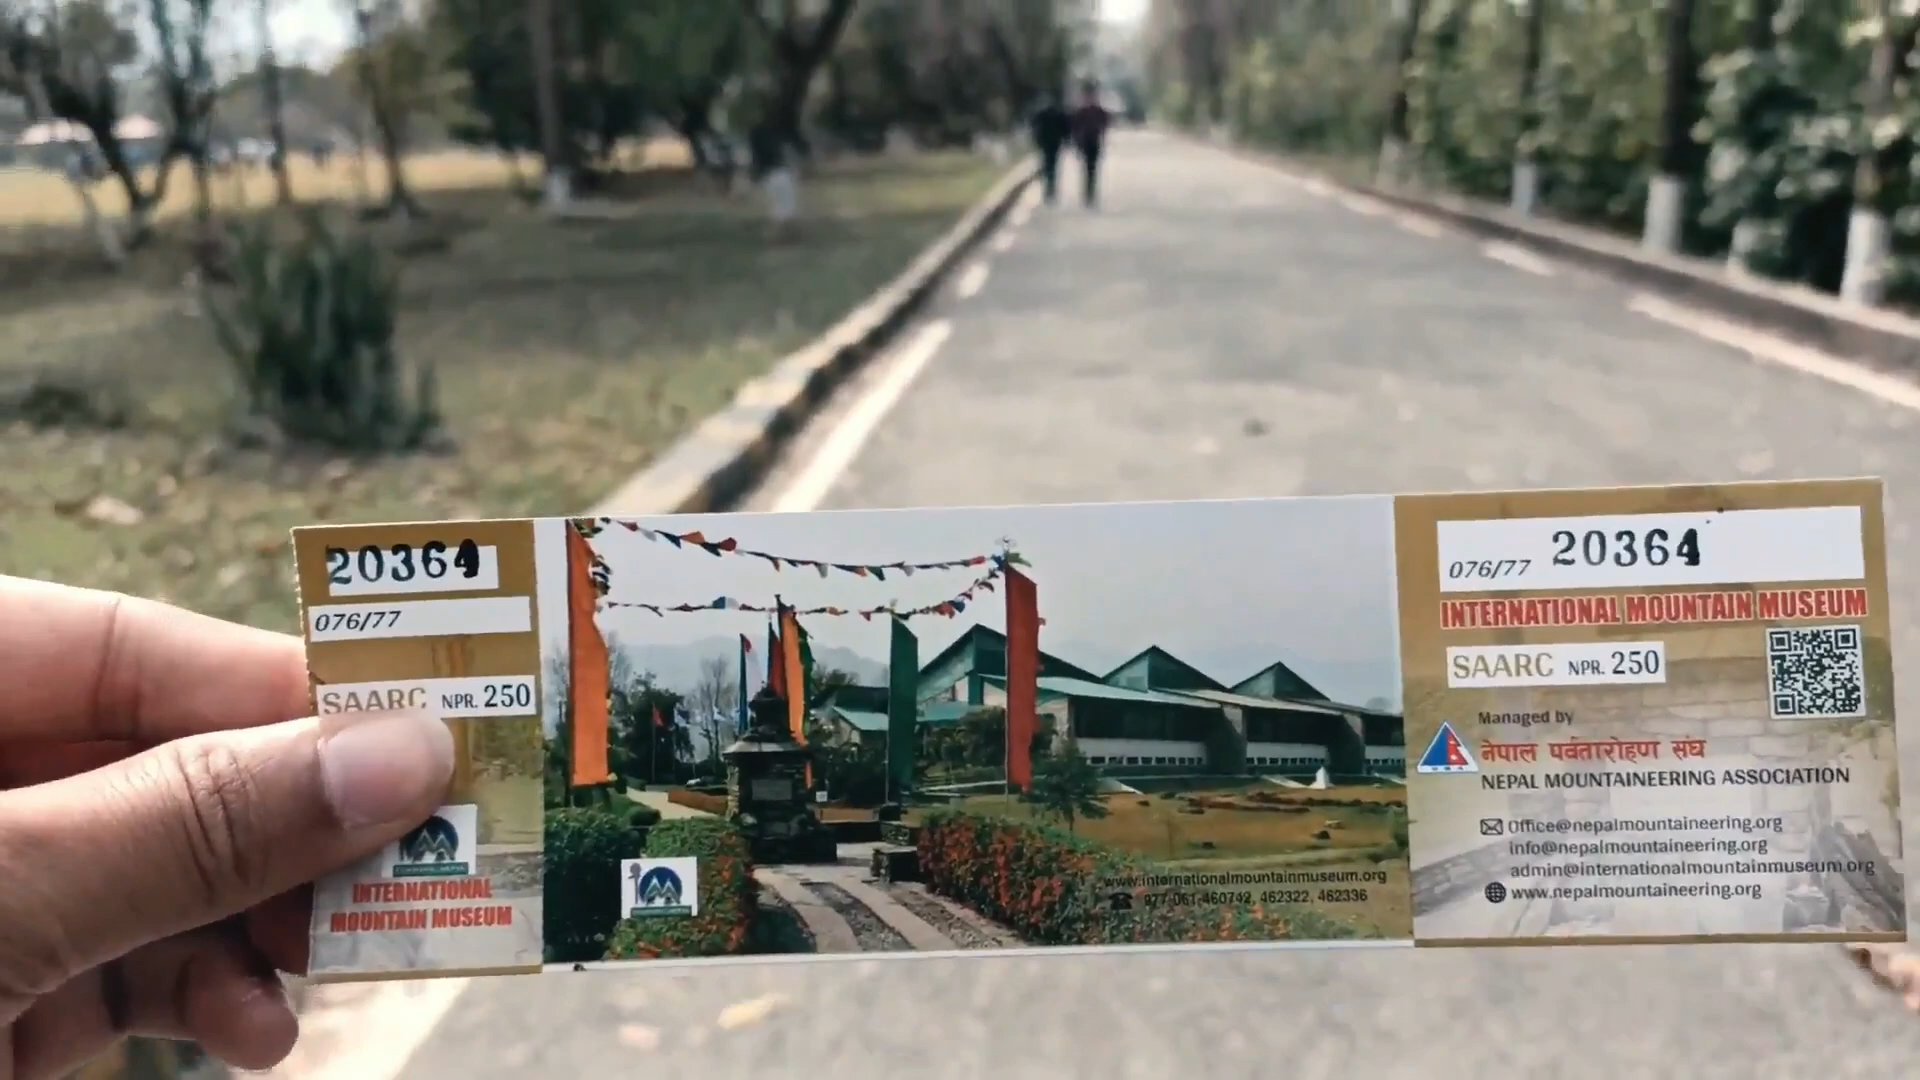 20364
076/77
SAARC NPR. 250
INTERNATIONAL
MOUNTAIN MUSEUM
www.internationalmountainmuseum.org
977-061-460742, 462322, 462336
076/77 20364
INTERNATIONAL MOUNTAIN MUSEUM
SAARC NPR. 250
Managed by
नेपाल पर्वतारोहण संघ
NEPAL MOUNTAINEERING ASSOCIATION
Office@nepalmountaineering.org
info@nepalmountaineering.org
admin@internationalmountainmuseum.org
www.nepalmountaineering.org